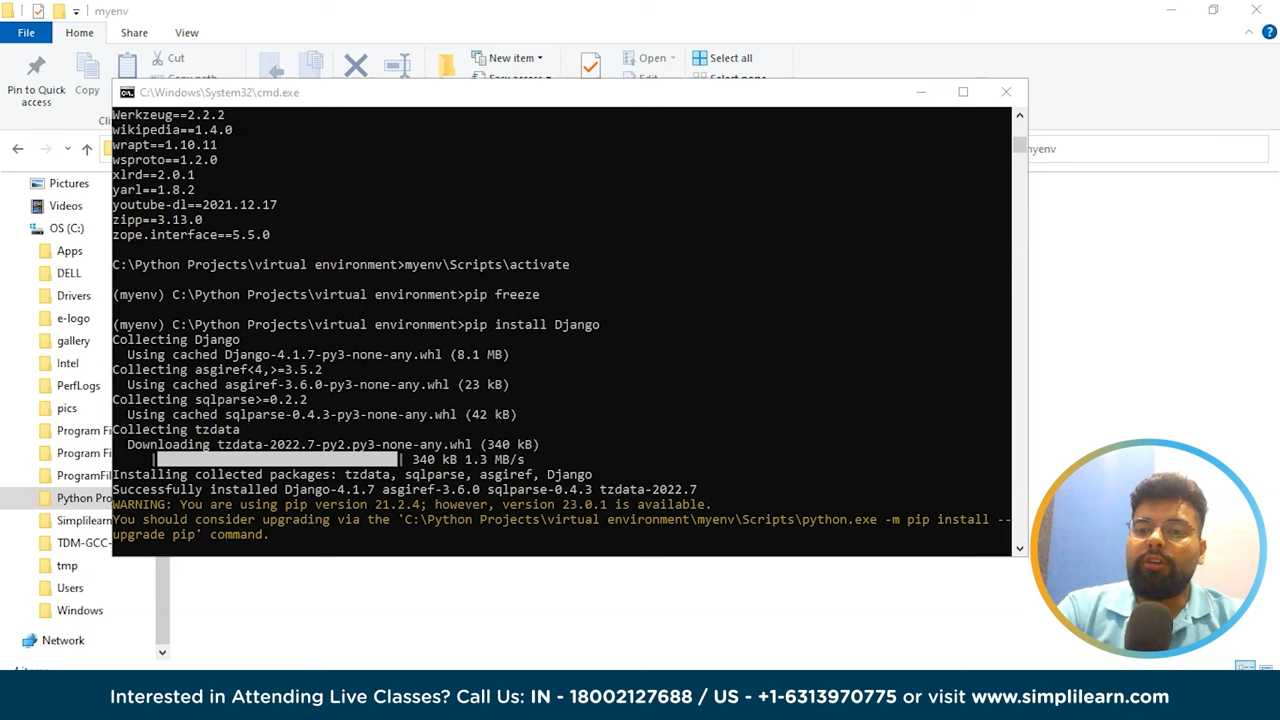 myenv
File Home Share View
Pin to Quick access
Copy
Cut
New item
Open
Select all
myenv
Pictures
Videos
OS (C:)
Apps
DELL
Drivers
e-logo
gallery
Intel
PerfLogs
pics
Program Fi
Program Fi
ProgramFil
Python Pro
Simplilearn
TDM-GCC-
tmp
Users
Windows
Network
C:\Windows\System32\cmd.exe
Werkzeug==2.2.2
wikipedia==1.4.0
wrapt==1.10.11
wsproto==1.2.0
xlrd==2.0.1
yarl==1.8.2
youtube-dl==2021.12.17
zipp==3.13.0
zope.interface==5.5.0
C:\Python Projects\virtual environment>myenv\Scripts\activate
(myenv) C:\Python Projects\virtual environment>pip freeze
(myenv) C:\Python Projects\virtual environment>pip install Django
Collecting Django
Using cached Django-4.1.7-py3-none-any.whl (8.1 MB)
Collecting asgiref<4,>=3.5.2
Using cached asgiref-3.6.0-py3-none-any.whl (23 kB)
Collecting sqlparse>=0.2.2
Using cached sqlparse-0.4.3-py3-none-any.whl (42 kB)
Collecting tzdata
Downloading tzdata-2022.7-py2.py3-none-any.whl (340 kB)
| | 340 kB 1.3 MB/s
Installing collected packages: tzdata, sqlparse, asgiref, Django
Successfully installed Django-4.1.7 asgiref-3.6.0 sqlparse-0.4.3 tzdata-2022.7
WARNING: You are using pip version 21.2.4; however, version 23.0.1 is available.
You should consider upgrading via the 'C:\Python Projects\virtual environment\myenv\Scripts\python.exe -m pip install --
upgrade pip' command.
Interested in Attending Live Classes? Call Us: IN - 18002127688 / US - +1-6313970775 or visit www.simplilearn.com